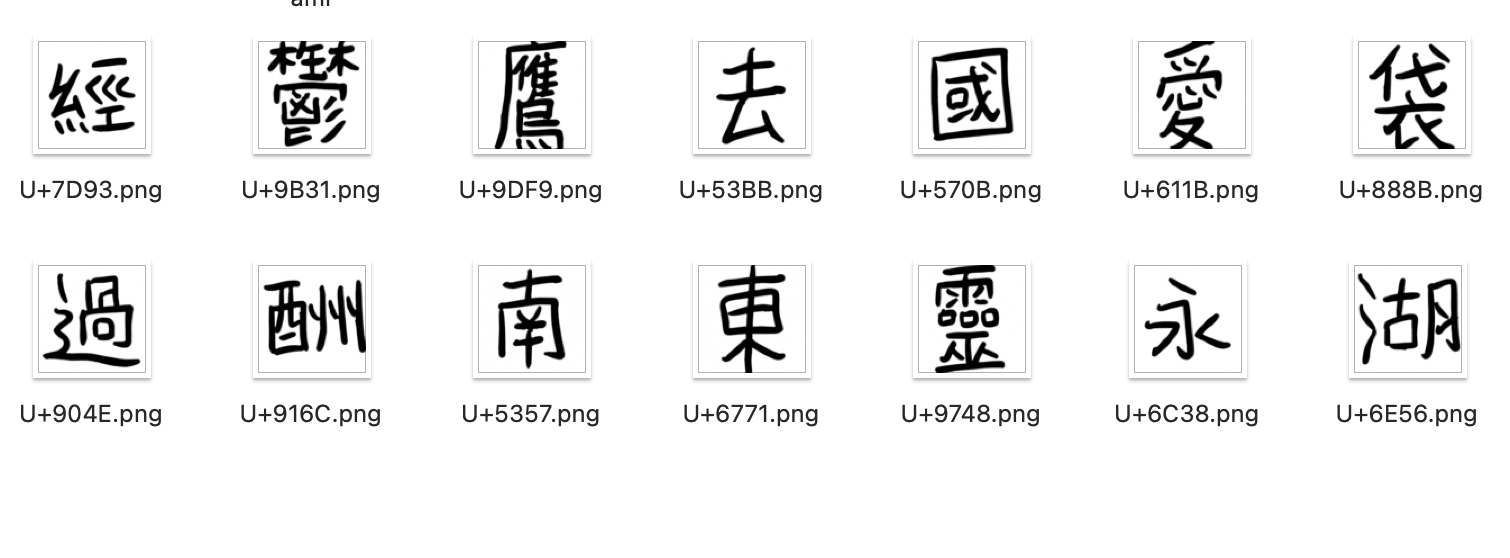 經 鬱 鷹 去 國 愛 袋
U+7D93.png U+9B31.png U+9DF9.png U+53BB.png U+570B.png U+611B.png U+888B.png
過 酬 南 東 靈 永 湖
U+904E.png U+916C.png U+5357.png U+6771.png U+9748.png U+6C38.png U+6E56.png